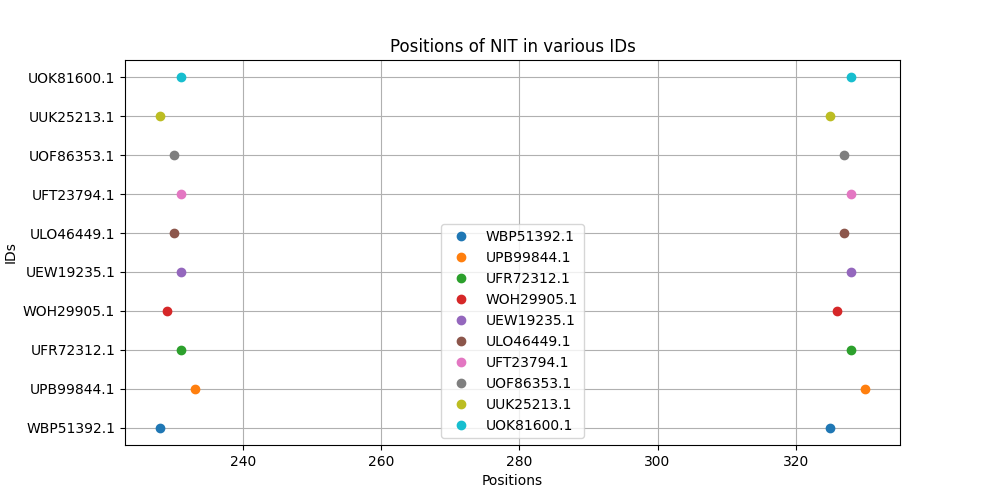 Positions of NIT in various IDs
IDs
UOK81600.1
UUK25213.1
UOF86353.1
UFT23794.1
ULO46449.1
UEW19235.1
WOH29905.1
UFR72312.1
UPB99844.1
WBP51392.1
WBP51392.1
UPB99844.1
UFR72312.1
WOH29905.1
UEW19235.1
ULO46449.1
UFT23794.1
UOF86353.1
UUK25213.1
UOK81600.1
240 260 280 300 320
Positions